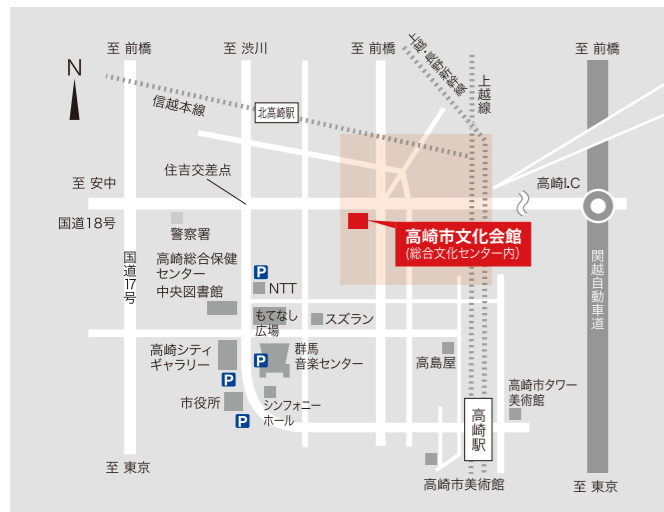 至 前橋
至 渋川
至 前橋
上越・長野新幹線
上越線
至 前橋
N
信越本線
北高崎駅
住吉交差点
至 安中
高崎I.C
国道18号
警察署
高崎市文化会館
(総合文化センター内)
国道17号
高崎総合保健
センター
中央図書館
P
NTT
関越自動車道
もてなし
広場
スズラン
高崎シティ
ギャラリー
P
群馬
音楽センター
高島屋
P
市役所
シンフォニー
ホール
P
高崎駅
高崎市タワー
美術館
至 東京
高崎市美術館
至 東京